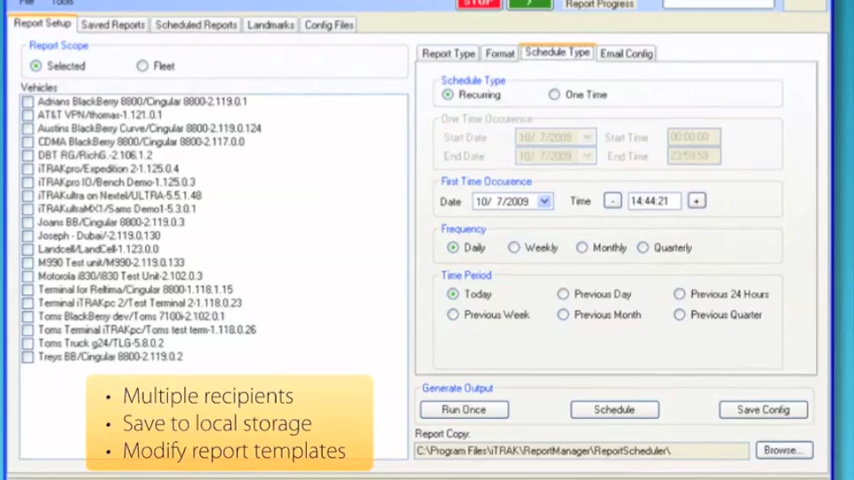 File Tools
STOP > Report Progress
Report Setup Saved Reports Scheduled Reports Landmarks Config Files
Report Scope
Selected Fleet
Vehicles
Adrians BlackBerry 8800/Cingular 8800-2.119.0.1
AT&T VPN/thomas-1.121.0.1
Austins BlackBerry Curve/Cingular 8800-2.119.0.124
CDMA BlackBerry 8800/Cingular 8800-2.117.0.0
DBT RG/RichG.-2.106.1.2
iTRAKpro/Expedition 2-1.125.0.4
iTRAKpro IO/Bench Demo-1.125.0.3
iTRAKultra on Nextel/ULTRA-5.5.1.48
iTRAKultraMX1/Sams Demo1-5.3.0.1
Joans BB/Cingular 8800-2.119.0.3
Joseph - Dubai/-2.119.0.130
Landcell/LandCell-1.123.0.0
M990 Test unit/M990-2.119.0.133
Motorola i830/i830 Test Unit-2.102.0.3
Terminal for Reltima/Cingular 8800-1.118.1.15
Terminal iTRAKpc 2/Test Terminal 2-1.118.0.23
Toms BlackBerry dev/Toms 7100i-2.102.0.1
Toms Terminal iTRAKpc/Toms test term-1.118.0.26
Toms Truck g24/TLG-5.8.0.2
Treys BB/Cingular 8800-2.119.0.2
Report Type Format Schedule Type Email Config
Schedule Type
Recurring One Time
One Time Occurence
Start Date 10/ 7/2009 Start Time 00:00:00
End Date 10/ 7/2009 End Time 23:59:59
First Time Occurence
Date 10/ 7/2009 Time - 14:44:21 +
Frequency
Daily Weekly Monthly Quarterly
Time Period
Today Previous Day Previous 24 Hours
Previous Week Previous Month Previous Quarter
Generate Output
Run Once Schedule Save Config
Report Copy:
C:\Program Files\iTRAK\ReportManager\ReportScheduler\ Browse...
• Multiple recipients
• Save to local storage
• Modify report templates